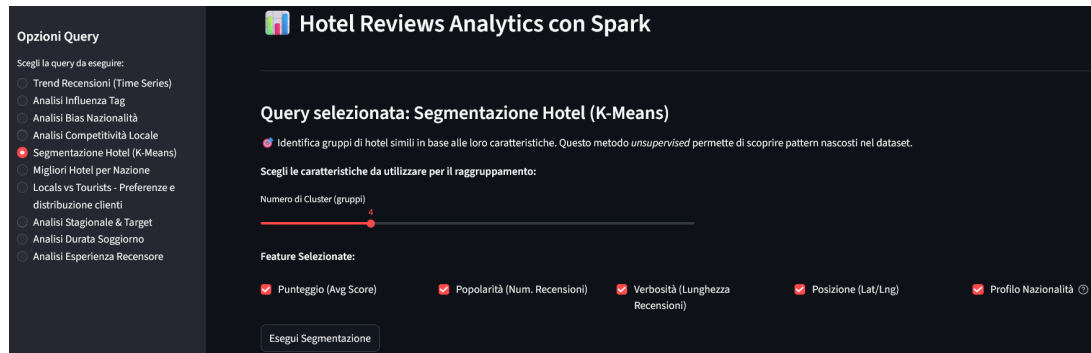 Opzioni Query
Scegli la query da eseguire:
Trend Recensioni (Time Series)
Analisi Influenza Tag
Analisi Bias Nazionalità
Analisi Competitività Locale
Segmentazione Hotel (K-Means)
Migliori Hotel per Nazione
Locals vs Tourists - Preferenze e
distribuzione clienti
Analisi Stagionale & Target
Analisi Durata Soggiorno
Analisi Esperienza Recensore
Hotel Reviews Analytics con Spark
Query selezionata: Segmentazione Hotel (K-Means)
Identifica gruppi di hotel simili in base alle loro caratteristiche. Questo metodo unsupervised permette di scoprire pattern nascosti nel dataset.
Scegli le caratteristiche da utilizzare per il raggruppamento:
Numero di Cluster (gruppi)
4
Feature Selezionate:
Punteggio (Avg Score)
Popolarità (Num. Recensioni)
Verbosità (Lunghezza
Recensioni)
Posizione (Lat/Lng)
Profilo Nazionalità
Esegui Segmentazione